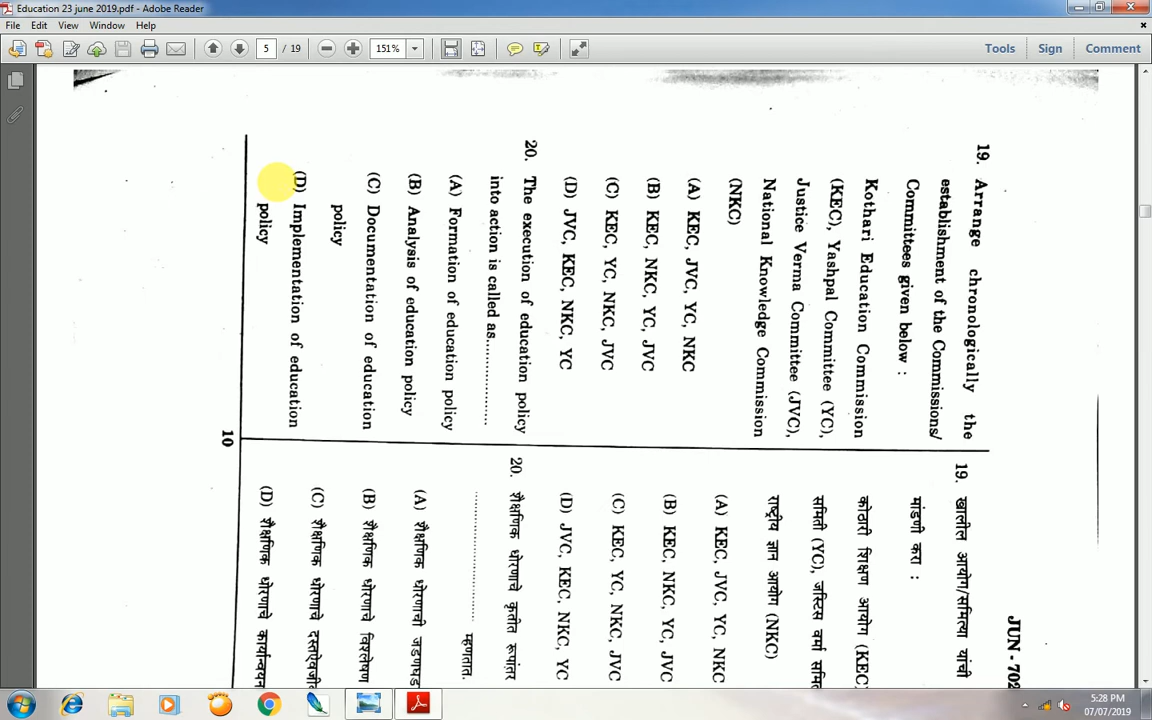 Education 23 june 2019.pdf - Adobe Reader
File Edit View Window Help
5 / 19 151% Tools Sign Comment
JUN - 702
19. Arrange chronologically the
establishment of the Commissions/
Committees given below :
Kothari Education Commission
(KEC), Yashpal Committee (YC),
Justice Verma Committee (JVC),
National Knowledge Commission
(NKC)
(A) KEC, JVC, YC, NKC
(B) KEC, NKC, YC, JVC
(C) KEC, YC, NKC, JVC
(D) JVC, KEC, NKC, YC
20. The execution of education policy
into action is called as................
(A) Formation of education policy
(B) Analysis of education policy
(C) Documentation of education
policy
(D) Implementation of education
policy
19. खालील आयोग/समित्या यांची
मांडणी करा :
कोठारी शिक्षण आयोग (KEC)
समिती (YC), जस्टिस वर्मा समि
राष्ट्रीय ज्ञान आयोग (NKC)
(A) KEC, JVC, YC, NKC
(B) KEC, NKC, YC, JVC
(C) KEC, YC, NKC, JVC
(D) JVC, KEC, NKC, YC
20. शैक्षणिक धोरणाचे कृतीत रूपांतर
................................ म्हणतात.
(A) शैक्षणिक धोरणाची जडणघड
(B) शैक्षणिक धोरणाचे विश्लेषण
(C) शैक्षणिक धोरणाचे दस्तऐवजी
(D) शैक्षणिक धोरणाचे कार्यान्वयन
10
5:28 PM
07/07/2019